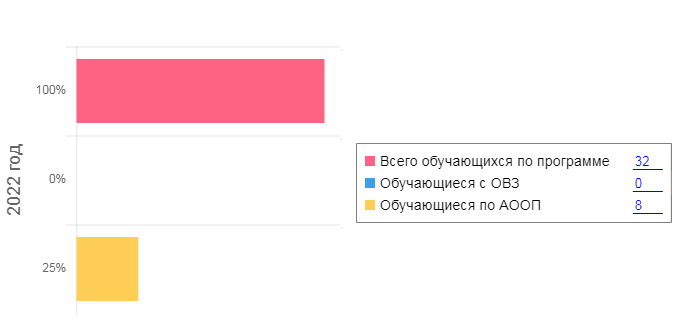 2022 год
100%
0%
25%
Всего обучающихся по программе 32
Обучающиеся с ОВЗ 0
Обучающиеся по АООП 8